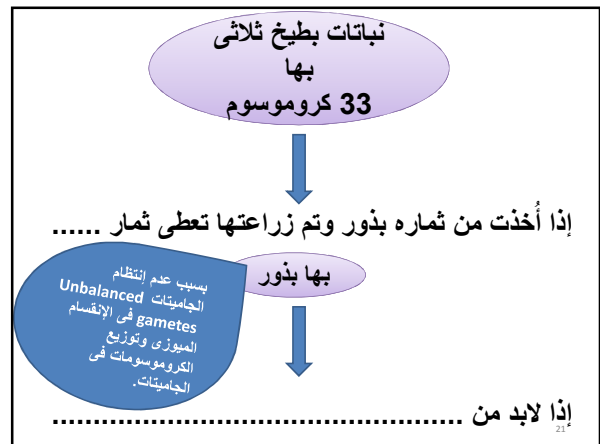 نباتات بطيخ ثلاثى
بها
33 كروموسوم
إذا أُخذت من ثماره بذور وتم زراعتها تعطى ثمار ......
بها بذور
بسبب عدم إنتظام
الجاميتات Unbalanced
gametes فى الإنقسام
الميوزى وتوزيع
الكروموسومات فى
الجاميتات.
إذا لابد من ..................................................
21